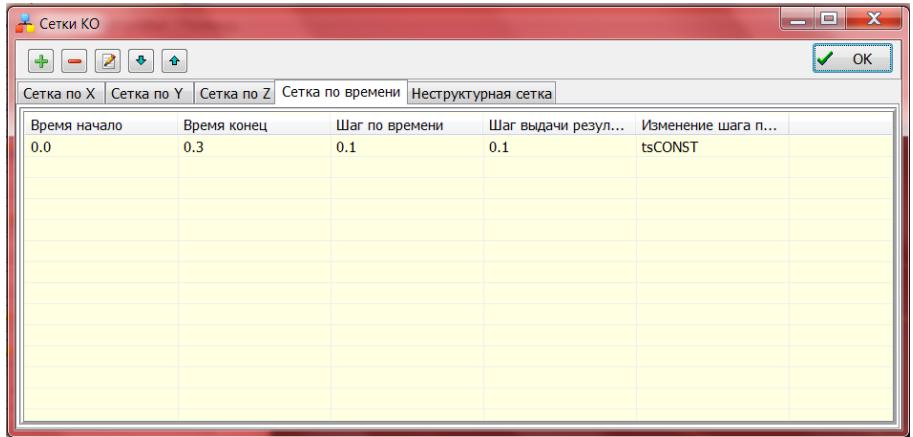 Сетки КО
OK
Сетка по X Сетка по Y Сетка по Z Сетка по времени Неструктурная сетка
Время начало Время конец Шаг по времени Шаг выдачи резул... Изменение шага п...
0.0 0.3 0.1 0.1 tsCONST